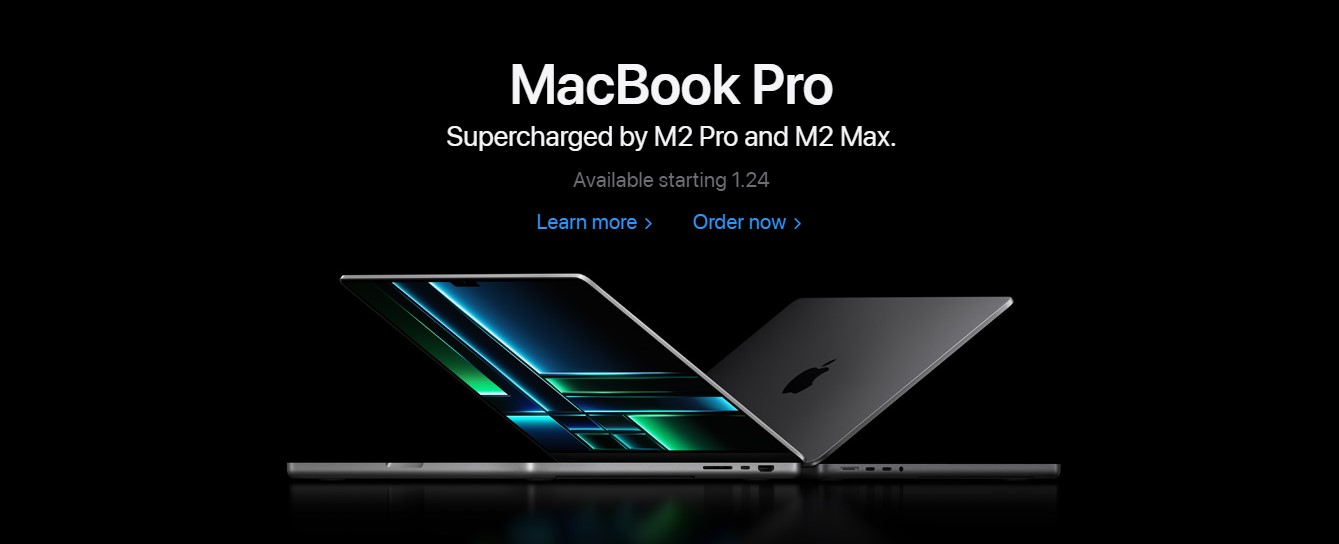 MacBook Pro
Supercharged by M2 Pro and M2 Max.
Available starting 1.24
Learn more >
Order now >